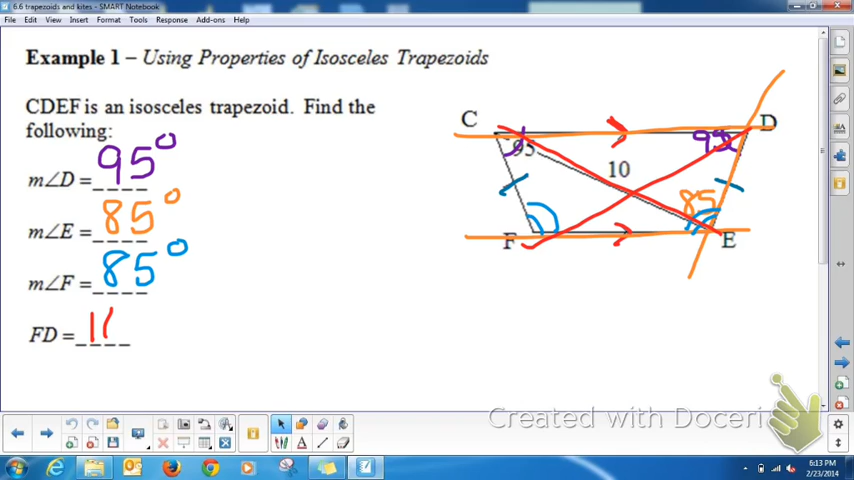 6.6 trapezoids and kites - SMART Notebook
File Edit View Insert Format Tools Response Add-ons Help
Example 1 – Using Properties of Isosceles Trapezoids
CDEF is an isosceles trapezoid. Find the
following:
m∠D = 95°
m∠E = 85°
m∠F = 85°
FD =
C
D
95
95
10
85
F
E
Created with Doceri
6:13 PM
2/23/2014